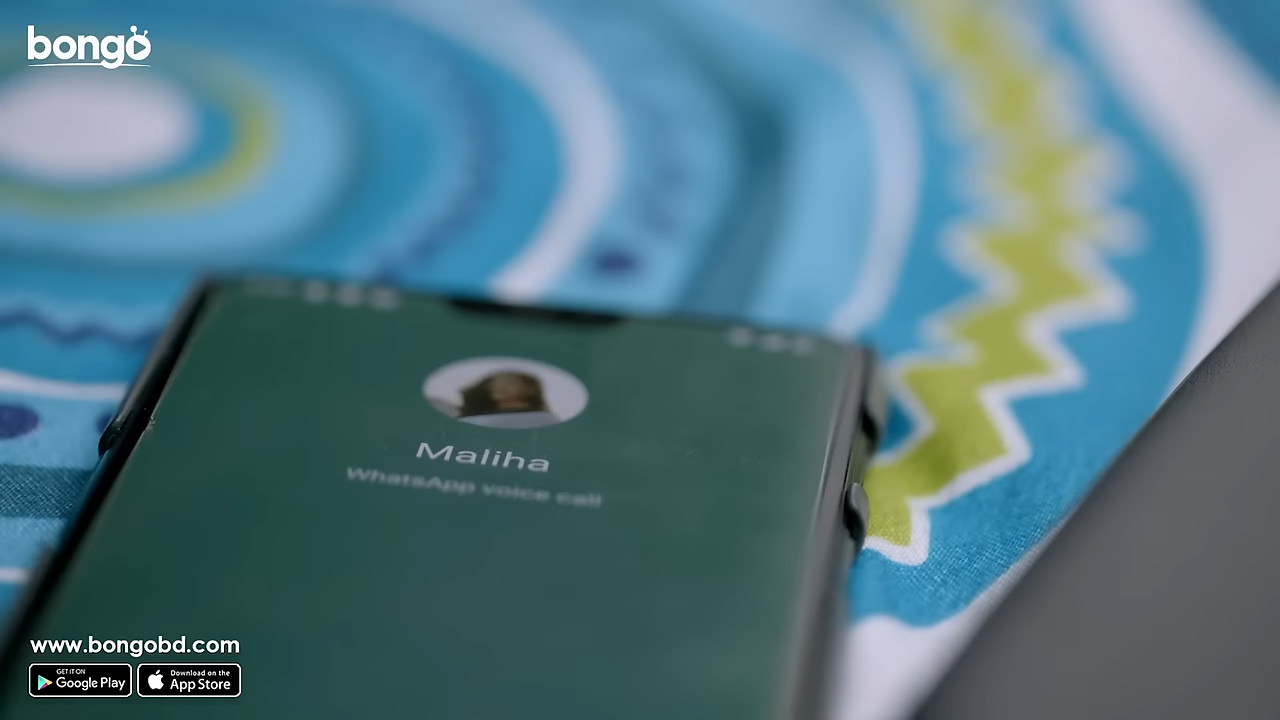 bongo
Maliha
WhatsApp voice call
www.bongobd.com
GET IT ON
Google Play
Download on the
App Store